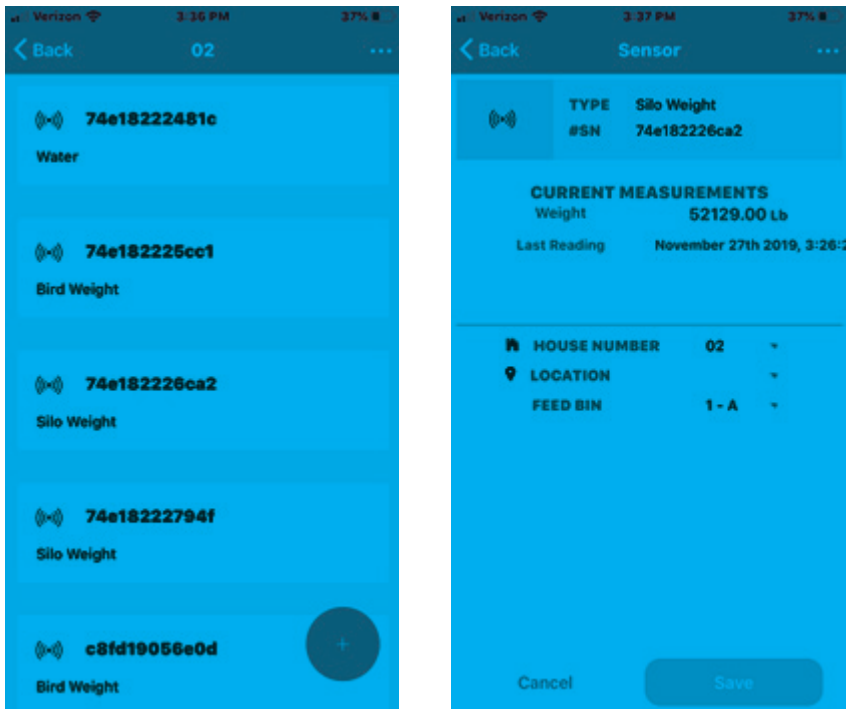 Verizon 3:36 PM 37%
Back 02
74e18222481c
Water
74e182225cc1
Bird Weight
74e182226ca2
Silo Weight
74e18222794f
Silo Weight
c8fd19056e0d
Bird Weight
+
Verizon 3:37 PM 37%
Back Sensor
TYPE Silo Weight
#SN 74e182226ca2
CURRENT MEASUREMENTS
Weight 52129.00 Lb
Last Reading November 27th 2019, 3:26:2
HOUSE NUMBER 02
LOCATION
FEED BIN 1 - A
Cancel Save